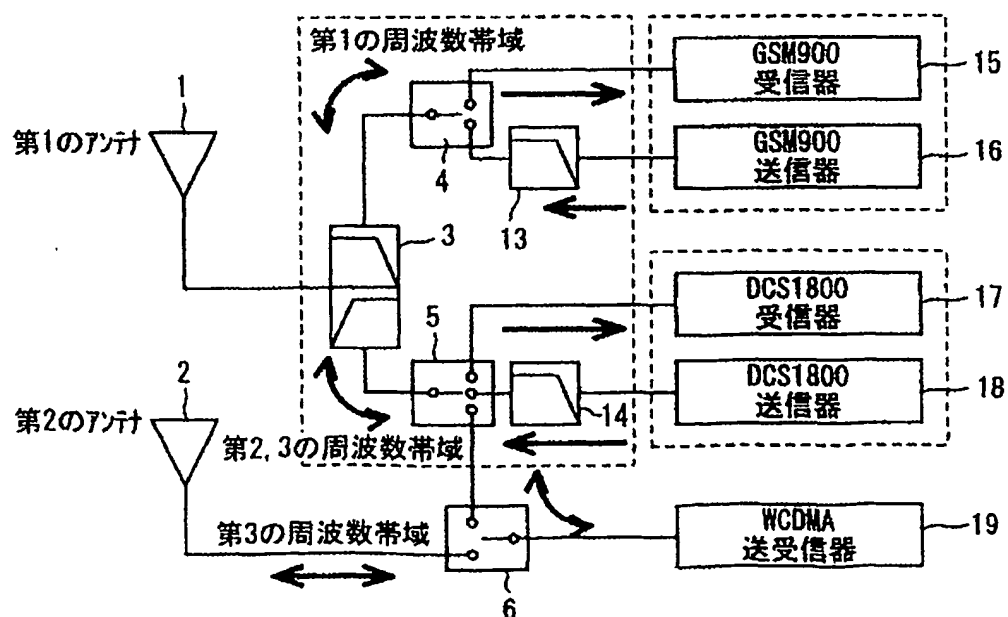 第1の周波数帯域
1
第1のアンテナ
4
GSM900
受信器
15
GSM900
送信器
16
13
3
2
第2のアンテナ
5
DCS1800
受信器
17
DCS1800
送信器
18
14
第2,3の周波数帯域
第3の周波数帯域
6
WCDMA
送受信器
19